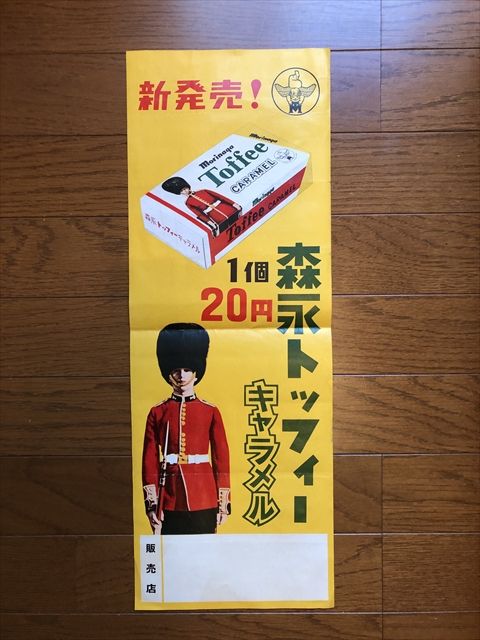 新発売!
M
Morinaga
Toffee
CARAMEL
Morinaga
Toffee CARAMEL
森永トッフィーキャラメル
1個
20円
森永トッフィー
キャラメル
販売店